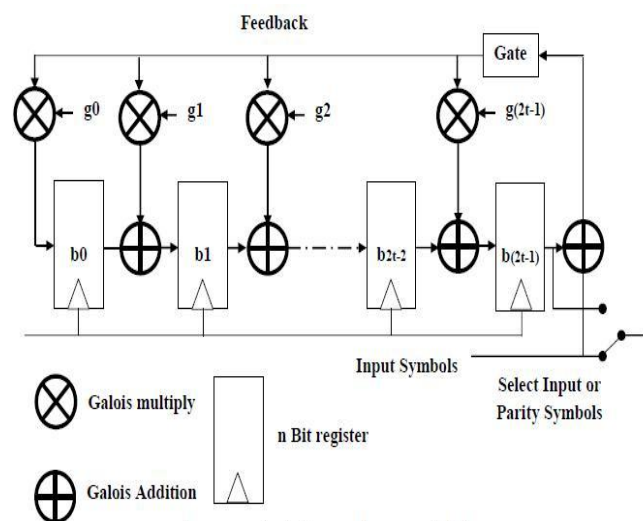 Feedback
Gate
g0
g1
g2
g(2t-1)
b0
b1
b2t-2
b(2t-1)
Input Symbols
Select Input or
Parity Symbols
Galois multiply
n Bit register
Galois Addition